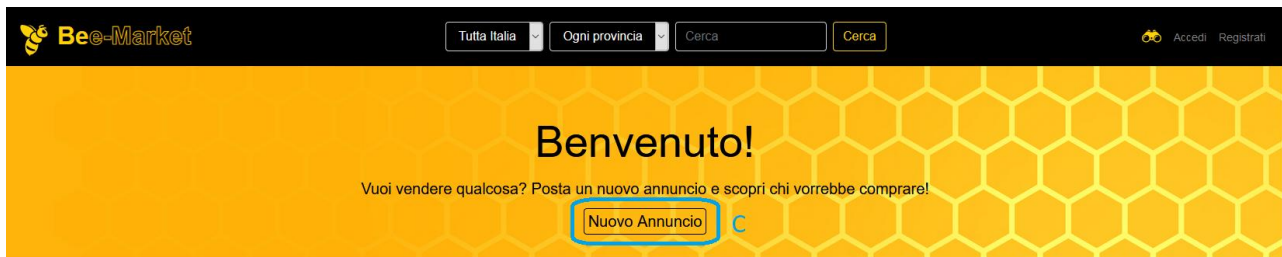 Bee-Market
Tutta Italia Ogni provincia Cerca Cerca Accedi Registrati
Benvenuto!
Vuoi vendere qualcosa? Posta un nuovo annuncio e scopri chi vorrebbe comprare!
Nuovo Annuncio C